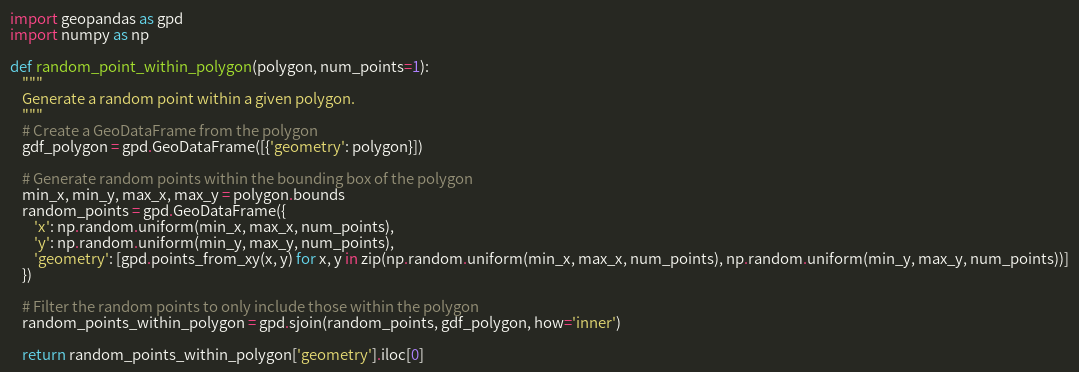 import geopandas as gpd
import numpy as np
def random_point_within_polygon(polygon, num_points=1):
"""
Generate a random point within a given polygon.
"""
# Create a GeoDataFrame from the polygon
gdf_polygon = gpd.GeoDataFrame([{'geometry': polygon}])
# Generate random points within the bounding box of the polygon
min_x, min_y, max_x, max_y = polygon.bounds
random_points = gpd.GeoDataFrame({
'x': np.random.uniform(min_x, max_x, num_points),
'y': np.random.uniform(min_y, max_y, num_points),
'geometry': [gpd.points_from_xy(x, y) for x, y in zip(np.random.uniform(min_x, max_x, num_points), np.random.uniform(min_y, max_y, num_points))]
})
# Filter the random points to only include those within the polygon
random_points_within_polygon = gpd.sjoin(random_points, gdf_polygon, how='inner')
return random_points_within_polygon['geometry'].iloc[0]